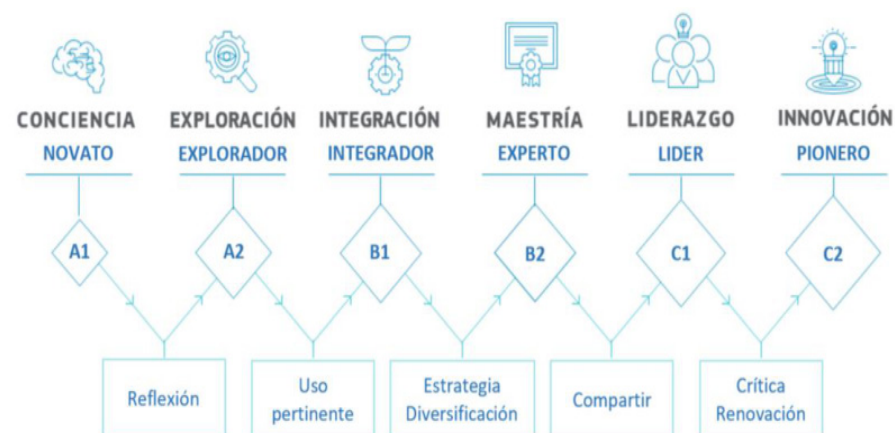 CONCIENCIA
NOVATO
EXPLORACIÓN
EXPLORADOR
INTEGRACIÓN
INTEGRADOR
MAESTRÍA
EXPERTO
LIDERAZGO
LIDER
INNOVACIÓN
PIONERO
A1
A2
B1
B2
C1
C2
Reflexión
Uso
pertinente
Estrategia
Diversificación
Compartir
Crítica
Renovación